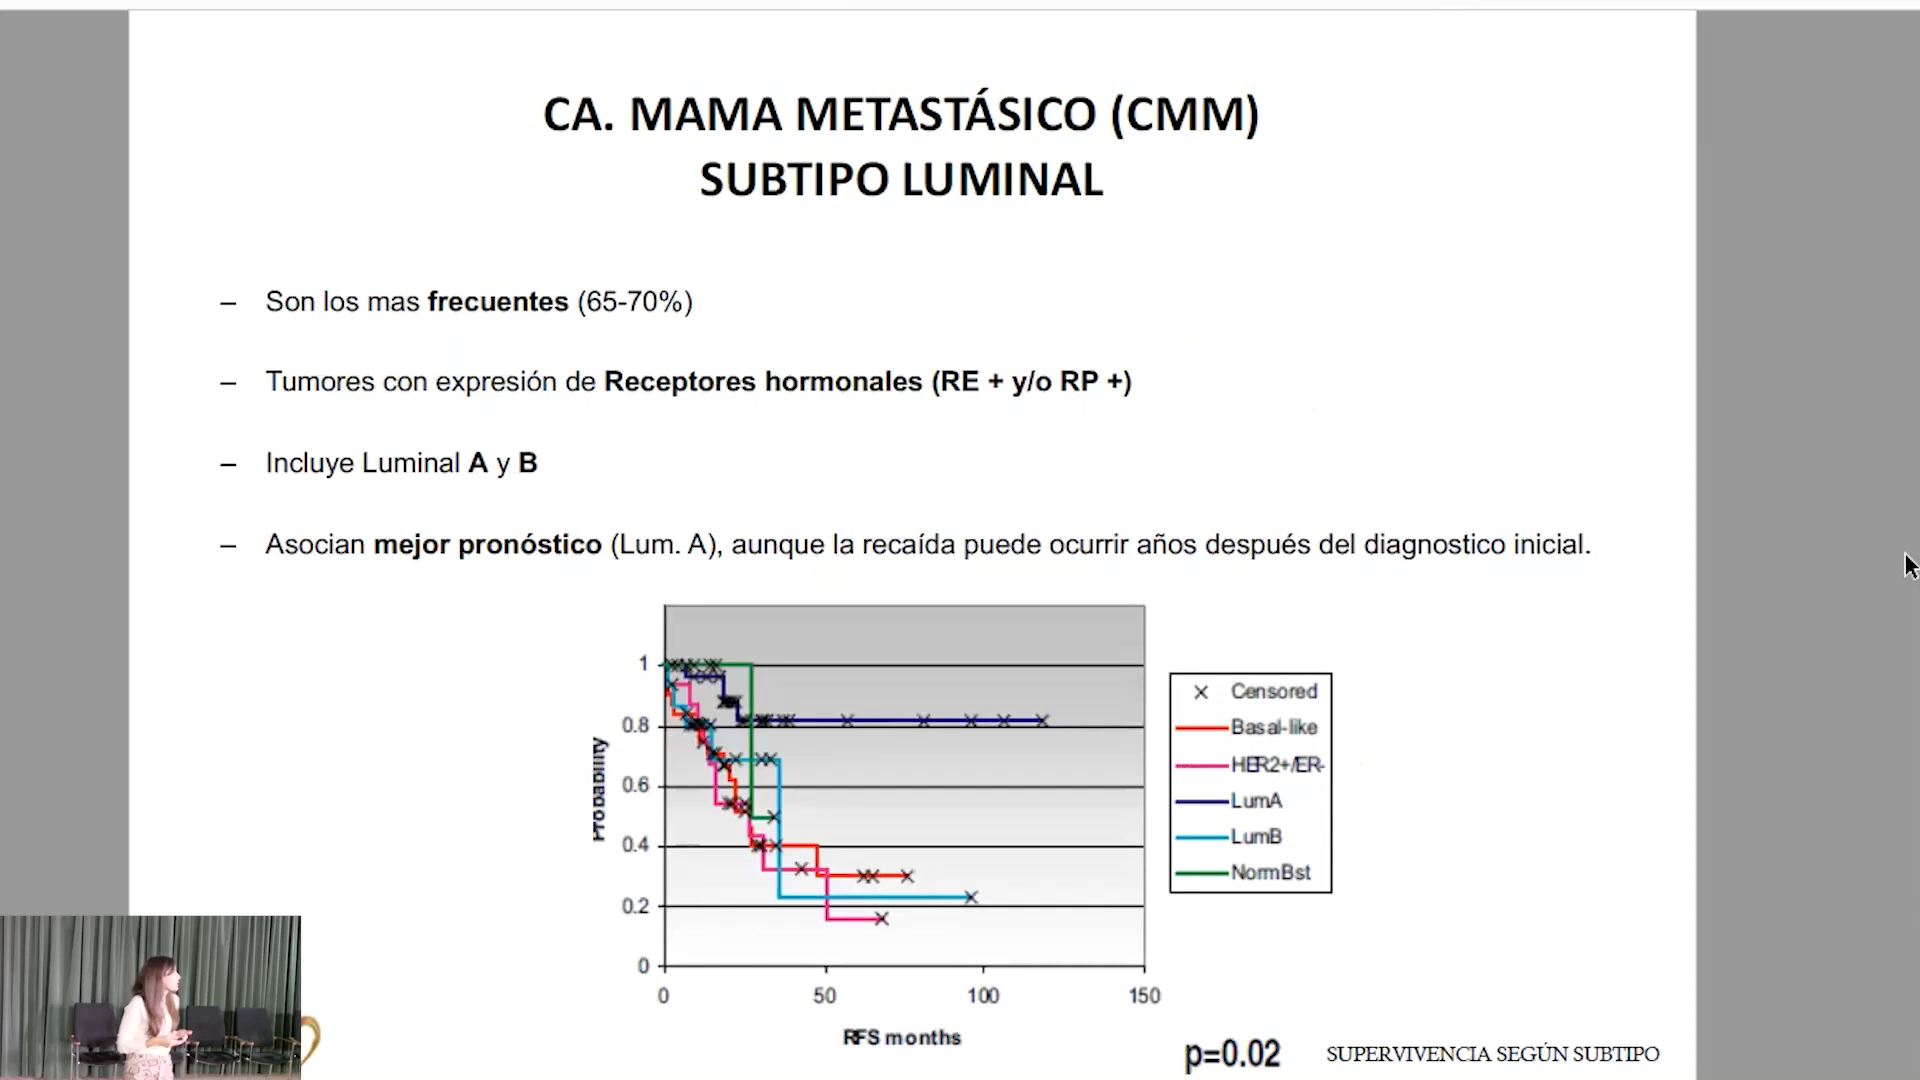 CA. MAMA METASTÁSICO (CMM)
SUBTIPO LUMINAL
– Son los mas frecuentes (65-70%)
– Tumores con expresión de Receptores hormonales (RE + y/o RP +)
– Incluye Luminal A y B
– Asocian mejor pronóstico (Lum. A), aunque la recaída puede ocurrir años después del diagnostico inicial.
Probability
1
0.8
0.6
0.4
0.2
0
0 50 100 150
RFS months
Censored
Basal-like
HER2+/ER-
LumA
LumB
NormBst
p=0.02
SUPERVIVENCIA SEGÚN SUBTIPO